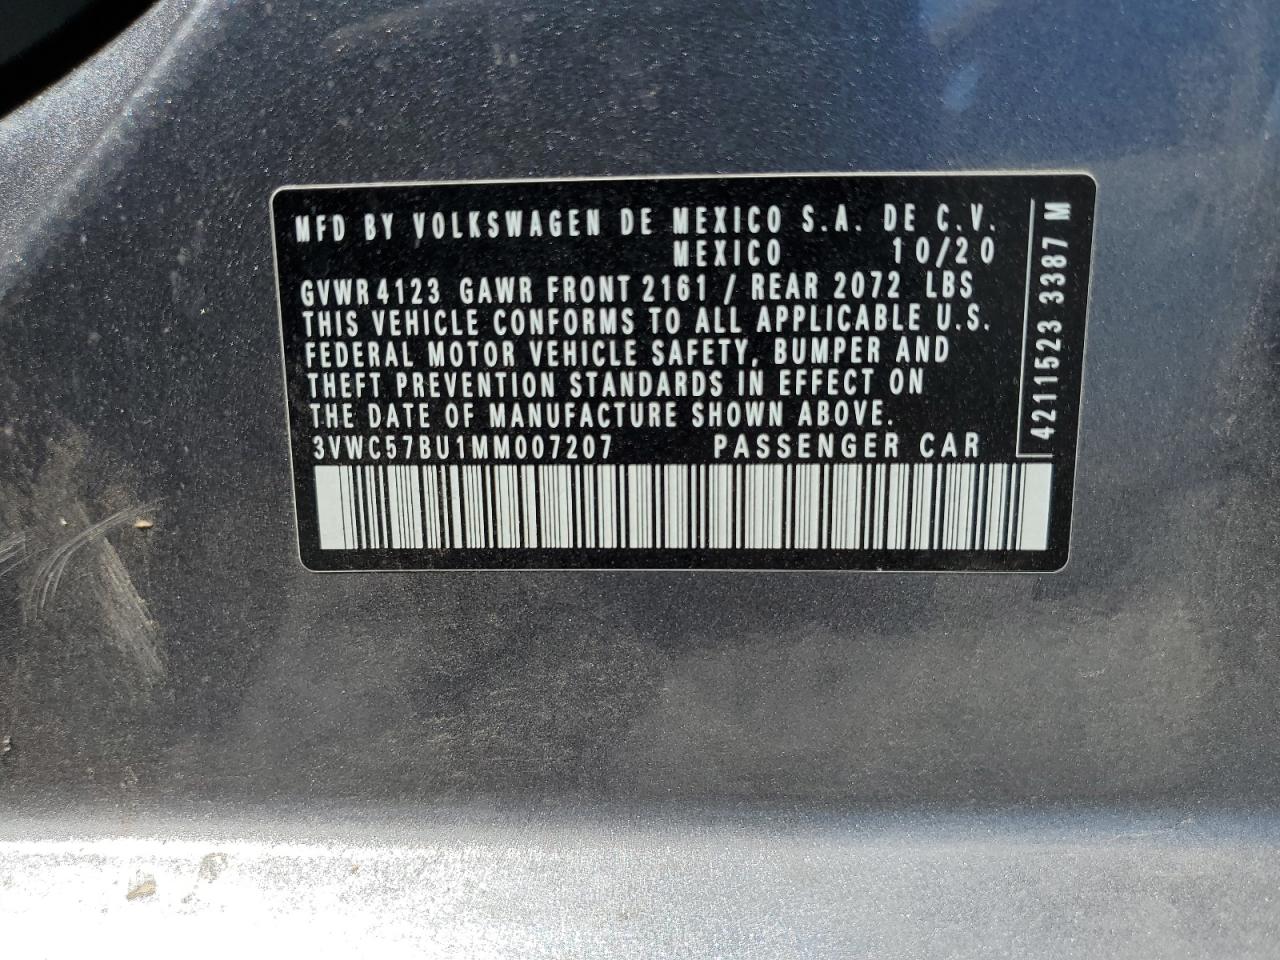 MFD BY VOLKSWAGEN DE MEXICO S.A. DE C.V.
MEXICO 10/20
GVWR 4123 GAWR FRONT 2161 / REAR 2072 LBS
THIS VEHICLE CONFORMS TO ALL APPLICABLE U.S.
FEDERAL MOTOR VEHICLE SAFETY, BUMPER AND
THEFT PREVENTION STANDARDS IN EFFECT ON
THE DATE OF MANUFACTURE SHOWN ABOVE.
3VWC57BU1MM007207 PASSENGER CAR
4211523 3387 M